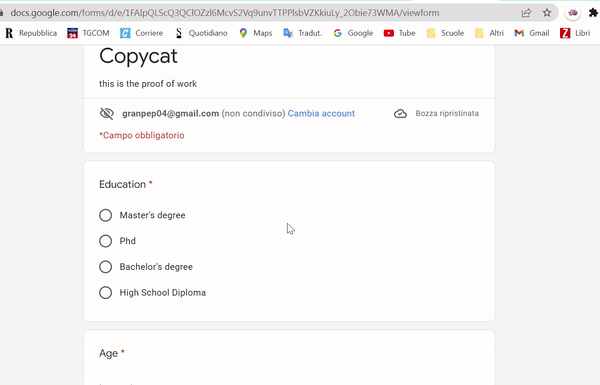 docs.google.com/forms/d/e/1FAIpQLScQ3QClOZzl6McvS2Vq9unvTTPPlsbVZKkiuLy_2Obie73WMA/viewform
Repubblica TGCOM Corriere Quotidiano Maps Tradut. Google Tube Scuole Altri Gmail Libri
Copycat
this is the proof of work
granpep04@gmail.com (non condiviso) Cambia account Bozza ripristinata
*Campo obbligatorio
Education *
Master's degree
Phd
Bachelor's degree
High School Diploma
Age *